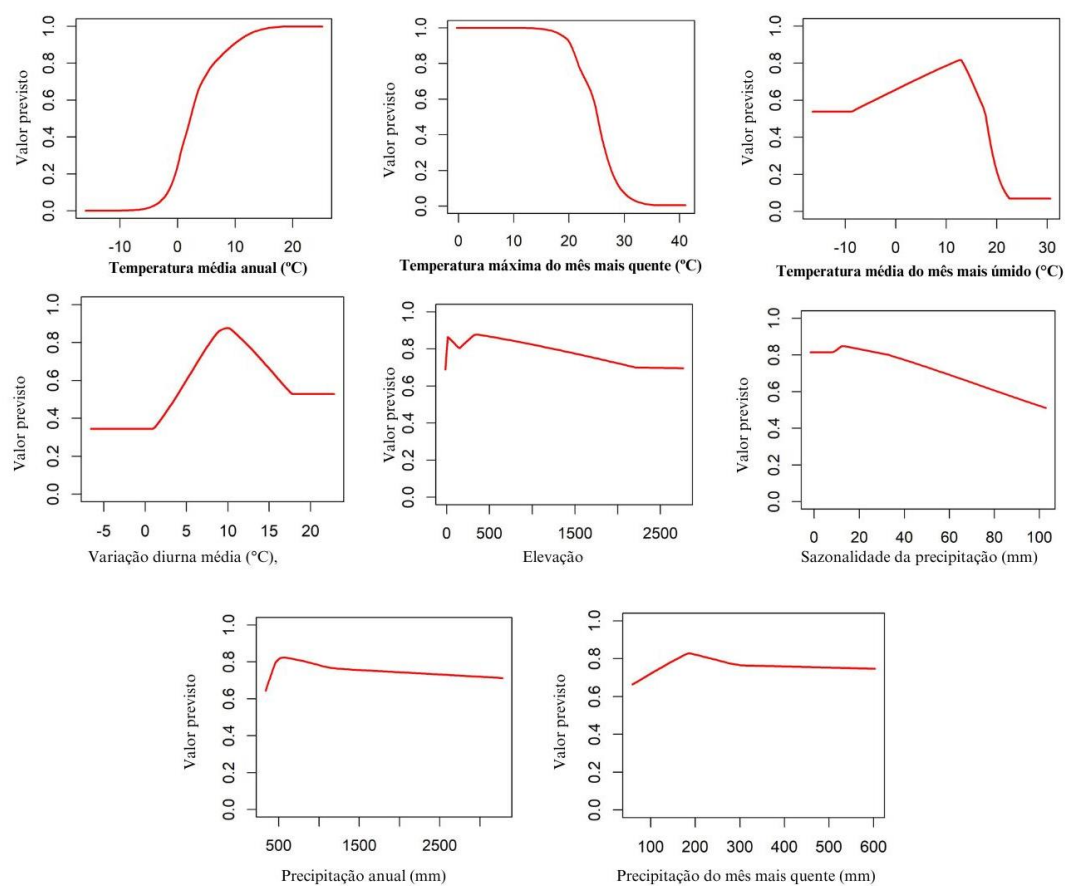 Valor previsto
0.0 0.2 0.4 0.6 0.8 1.0
-10 0 10 20
Temperatura média anual (ºC)
Valor previsto
0.0 0.2 0.4 0.6 0.8 1.0
0 10 20 30 40
Temperatura máxima do mês mais quente (ºC)
Valor previsto
0.0 0.2 0.4 0.6 0.8 1.0
-10 0 10 20 30
Temperatura média do mês mais úmido (°C)
Valor previsto
0.0 0.2 0.4 0.6 0.8 1.0
-5 0 5 10 15 20
Variação diurna média (°C),
Valor previsto
0.0 0.2 0.4 0.6 0.8 1.0
0 500 1500 2500
Elevação
Valor previsto
0.0 0.2 0.4 0.6 0.8 1.0
0 20 40 60 80 100
Sazonalidade da precipitação (mm)
Valor previsto
0.0 0.2 0.4 0.6 0.8 1.0
500 1500 2500
Precipitação anual (mm)
Valor previsto
0.0 0.2 0.4 0.6 0.8 1.0
100 200 300 400 500 600
Precipitação do mês mais quente (mm)